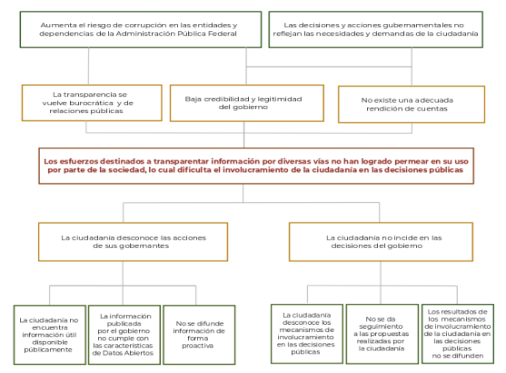 Aumenta el riesgo de corrupción en las entidades y
dependencias de la Administración Pública Federal
Las decisiones y acciones gubernamentales no
reflejan las necesidades y demandas de la ciudadanía
La transparencia se
vuelve burocrática y de
relaciones públicas
Baja credibilidad y legitimidad
del gobierno
No existe una adecuada
rendición de cuentas
Los esfuerzos destinados a transparentar información por diversas vías no han logrado permear en su uso
por parte de la sociedad, lo cual dificulta el involucramiento de la ciudadanía en las decisiones públicas
La ciudadanía desconoce las acciones
de sus gobernantes
La ciudadanía no incide en las
decisiones del gobierno
La ciudadanía no
encuentra
información útil
disponible
públicamente
La información
publicada
por el gobierno
no cumple con
las características
de Datos Abiertos
No se difunde
información de
forma
proactiva
La ciudadanía
desconoce los
mecanismos de
involucramiento
en las decisiones
públicas
No se da
seguimiento
a las propuestas
realizadas por
la ciudadanía
Los resultados de
los mecanismos
de involucramiento
de la ciudadanía en
las decisiones
públicas
no se difunden